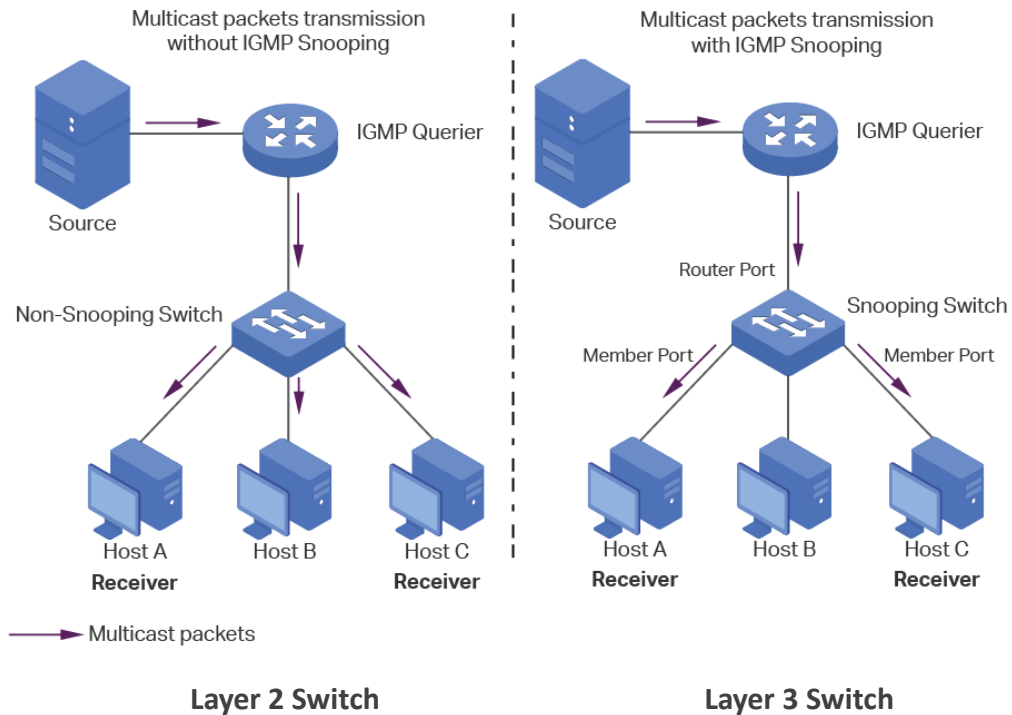 Multicast packets transmission
without IGMP Snooping
IGMP Querier
Source
Non-Snooping Switch
Host A
Receiver
Host B
Host C
Receiver
Multicast packets
Layer 2 Switch
Multicast packets transmission
with IGMP Snooping
IGMP Querier
Source
Router Port
Snooping Switch
Member Port
Member Port
Host A
Receiver
Host B
Host C
Receiver
Layer 3 Switch